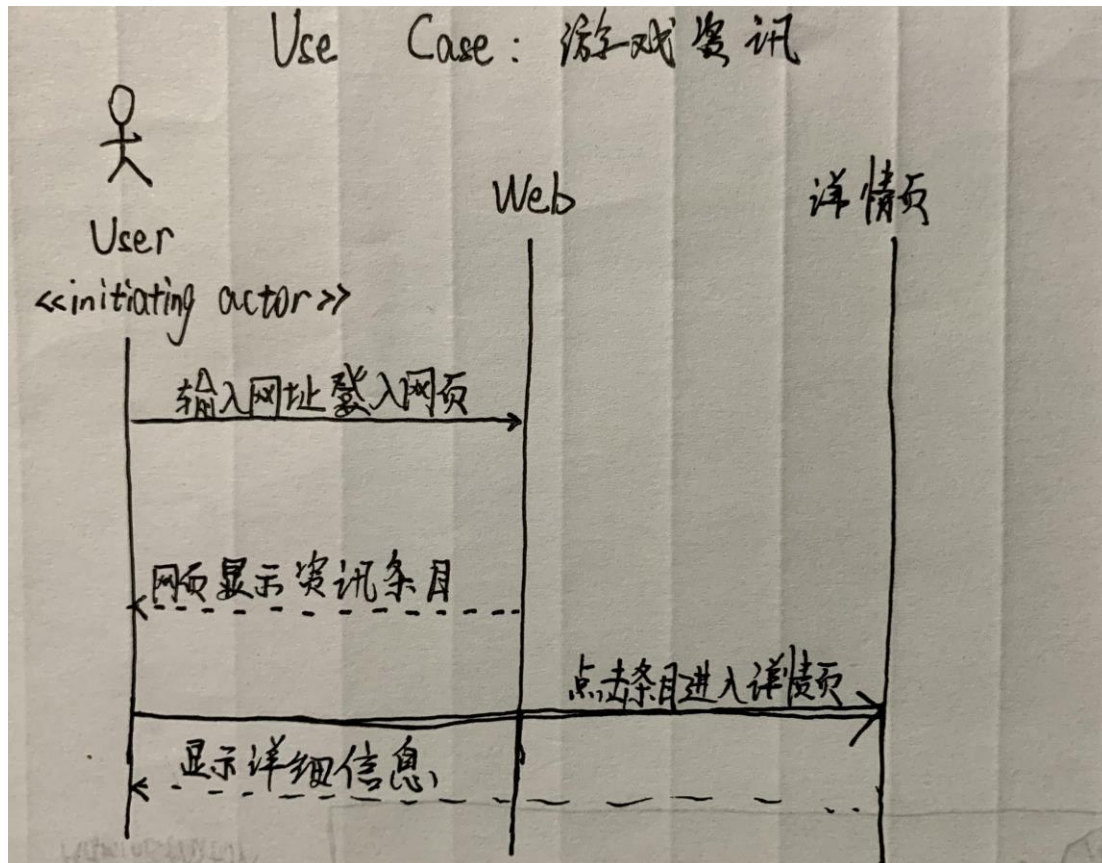 Use Case: 游戏资讯
User
Web
详情页
<<initiating actor>>
输入网址登入网页
网页显示资讯条目
点击条目进入详情页
显示详细信息